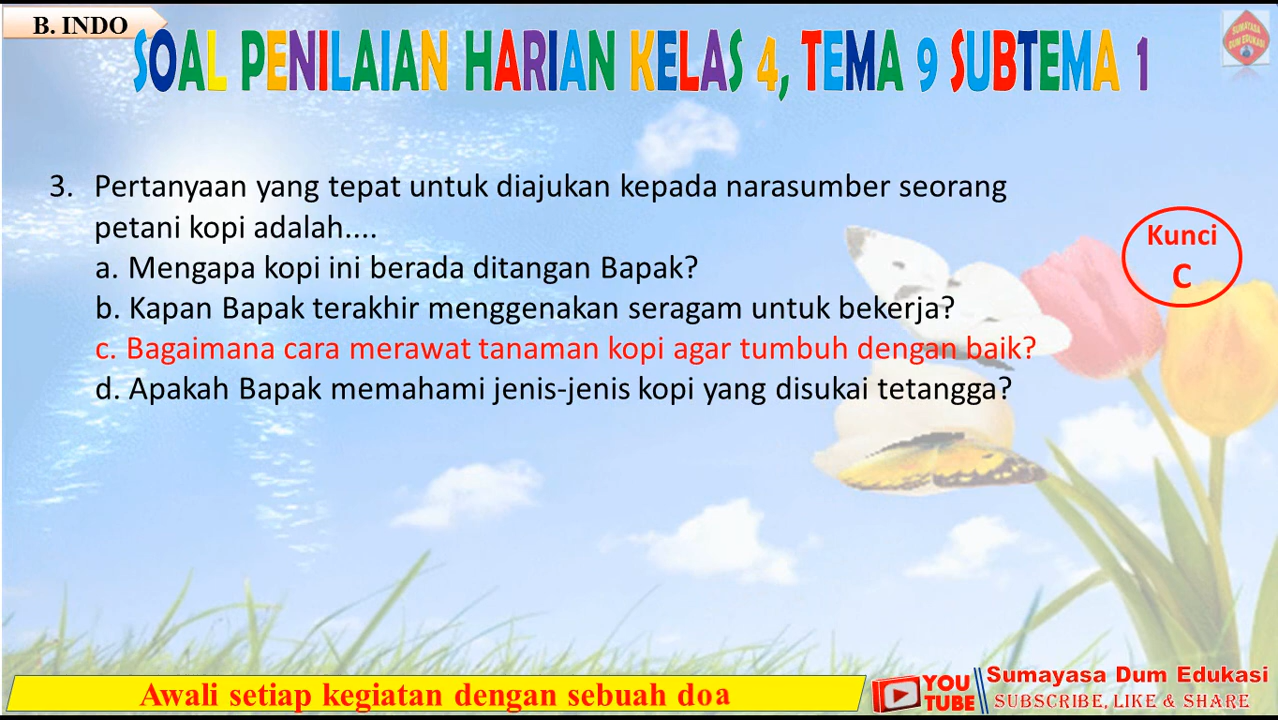 B. INDO
SOAL PENILAIAN HARIAN KELAS 4, TEMA 9 SUBTEMA 1
SUMAYASA
DUM EDUKASI
3. Pertanyaan yang tepat untuk diajukan kepada narasumber seorang
petani kopi adalah....
a. Mengapa kopi ini berada ditangan Bapak?
b. Kapan Bapak terakhir menggenakan seragam untuk bekerja?
c. Bagaimana cara merawat tanaman kopi agar tumbuh dengan baik?
d. Apakah Bapak memahami jenis-jenis kopi yang disukai tetangga?
Kunci
C
Awali setiap kegiatan dengan sebuah doa
YOU
TUBE
Sumayasa Dum Edukasi
SUBSCRIBE, LIKE & SHARE